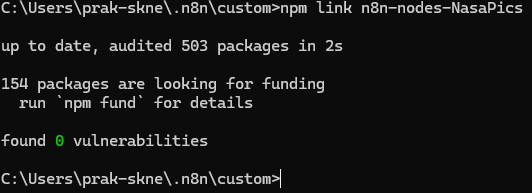 C:\Users\prak-skne\.n8n\custom>npm link n8n-nodes-NasaPics
up to date, audited 503 packages in 2s
154 packages are looking for funding
  run `npm fund` for details
found 0 vulnerabilities
C:\Users\prak-skne\.n8n\custom>